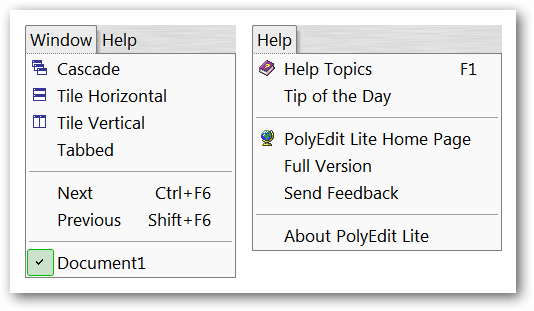 Window Help
Cascade
Tile Horizontal
Tile Vertical
Tabbed
Next Ctrl+F6
Previous Shift+F6
Document1
Help
Help Topics F1
Tip of the Day
PolyEdit Lite Home Page
Full Version
Send Feedback
About PolyEdit Lite